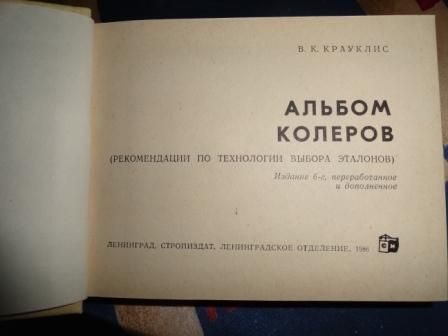 В. К. КРАУКЛИС
АЛЬБОМ
КОЛЕРОВ
(РЕКОМЕНДАЦИИ ПО ТЕХНОЛОГИИ ВЫБОРА ЭТАЛОНОВ)
Издание 6-е, переработанное
и дополненное
ЛЕНИНГРАД, СТРОЙИЗДАТ, ЛЕНИНГРАДСКОЕ ОТДЕЛЕНИЕ, 1986